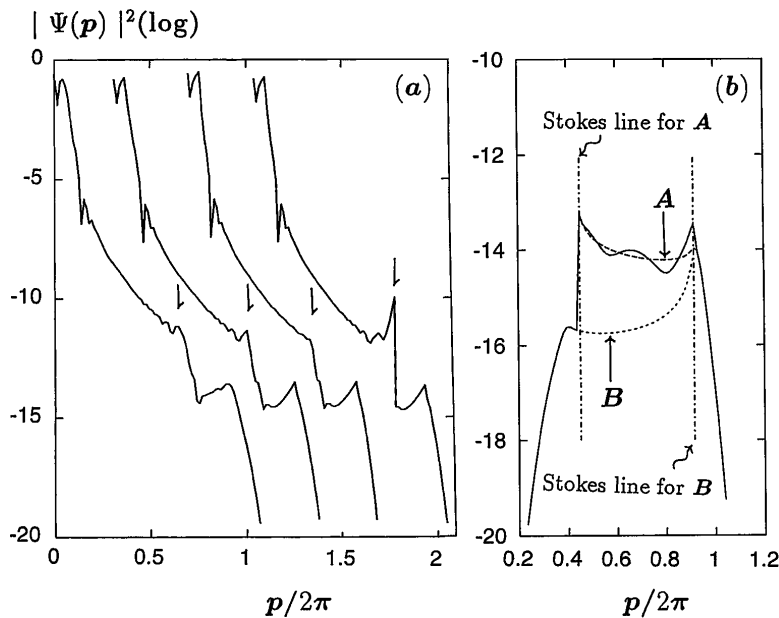 | Ψ(p) |²(log)
0
-5
-10
-15
-20
(a)
0
0.5
1
1.5
2
p/2π
-10
-12
-14
-16
-18
-20
(b)
Stokes line for A
A
B
Stokes line for B
0.2
0.4
0.6
0.8
1
1.2
p/2π